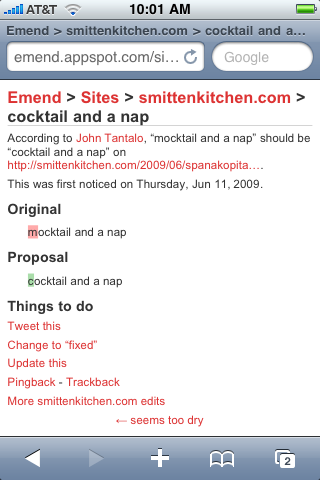 AT&T 10:01 AM
Emend > smittenkitchen.com > cocktail and a...
emend.appspot.com/si... Google
Emend > Sites > smittenkitchen.com >
cocktail and a nap
According to John Tantalo, “mocktail and a nap” should be
“cocktail and a nap” on
http://smittenkitchen.com/2009/06/spanakopita.…
This was first noticed on Thursday, Jun 11, 2009.
Original
mocktail and a nap
Proposal
cocktail and a nap
Things to do
Tweet this
Change to “fixed”
Update this
Pingback - Trackback
More smittenkitchen.com edits
← seems too dry
2